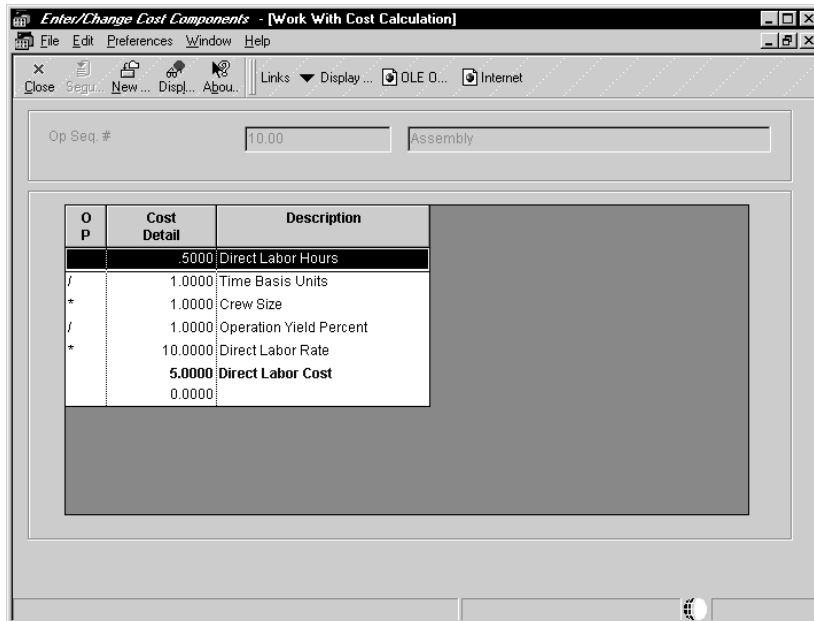 Enter/Change Cost Components - [Work With Cost Calculation]
File Edit Preferences Window Help
Close Sequ... New ... Displ... Abou.. Links Display ... OLE O... Internet
Op Seq. # 10.00 Assembly
O P Cost Detail Description
.5000 Direct Labor Hours
/ 1.0000 Time Basis Units
* 1.0000 Crew Size
/ 1.0000 Operation Yield Percent
* 10.0000 Direct Labor Rate
5.0000 Direct Labor Cost
0.0000